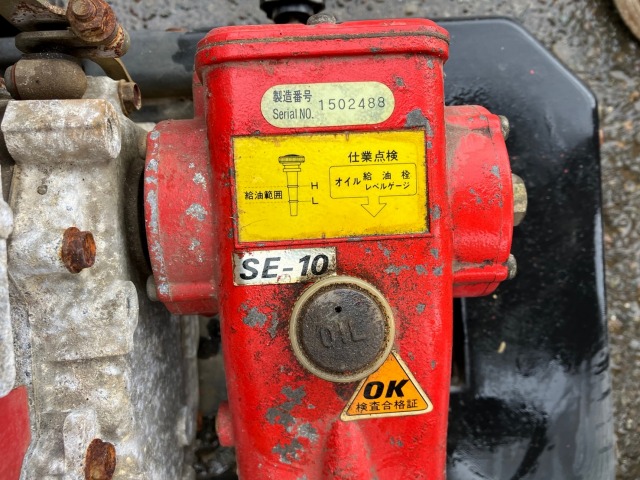 製造番号
Serial NO. 1502488
仕業点検
給油範囲
H
L
オイル 給油栓
レベルゲージ
SE-10
OIL
OK
検査合格証